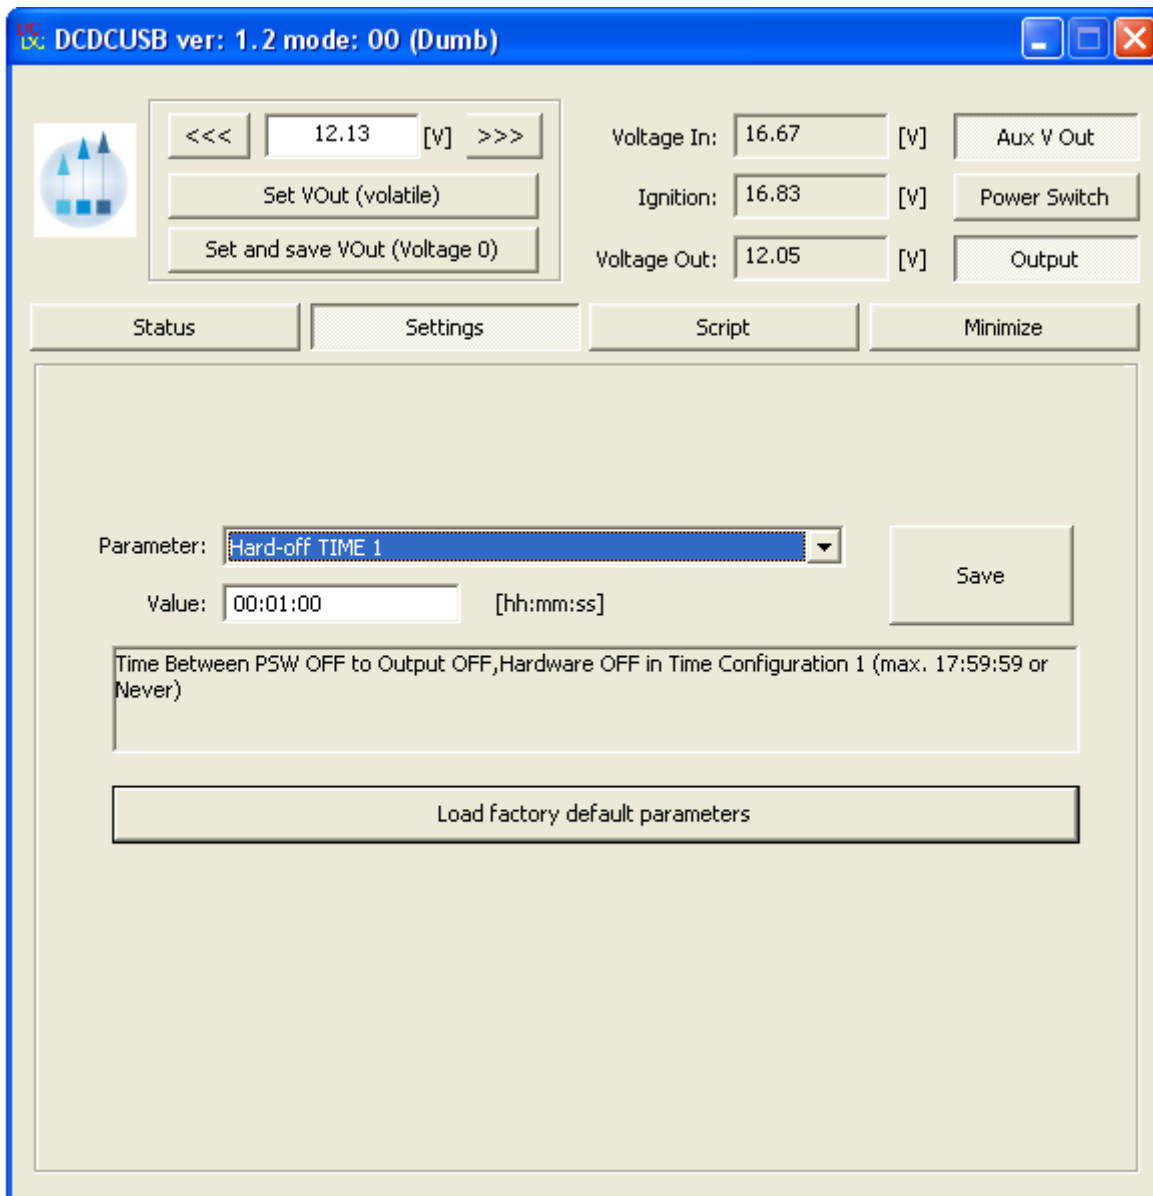 DC DC DCDCUSB ver: 1.2 mode: 00 (Dumb)
<<< 12.13 [V] >>>
Set VOut (volatile)
Set and save VOut (Voltage 0)
Voltage In: 16.67 [V] Aux V Out
Ignition: 16.83 [V] Power Switch
Voltage Out: 12.05 [V] Output
Status Settings Script Minimize
Parameter: Hard-off TIME 1
Value: 00:01:00 [hh:mm:ss]
Save
Time Between PSW OFF to Output OFF,Hardware OFF in Time Configuration 1 (max. 17:59:59 or
Never)
Load factory default parameters